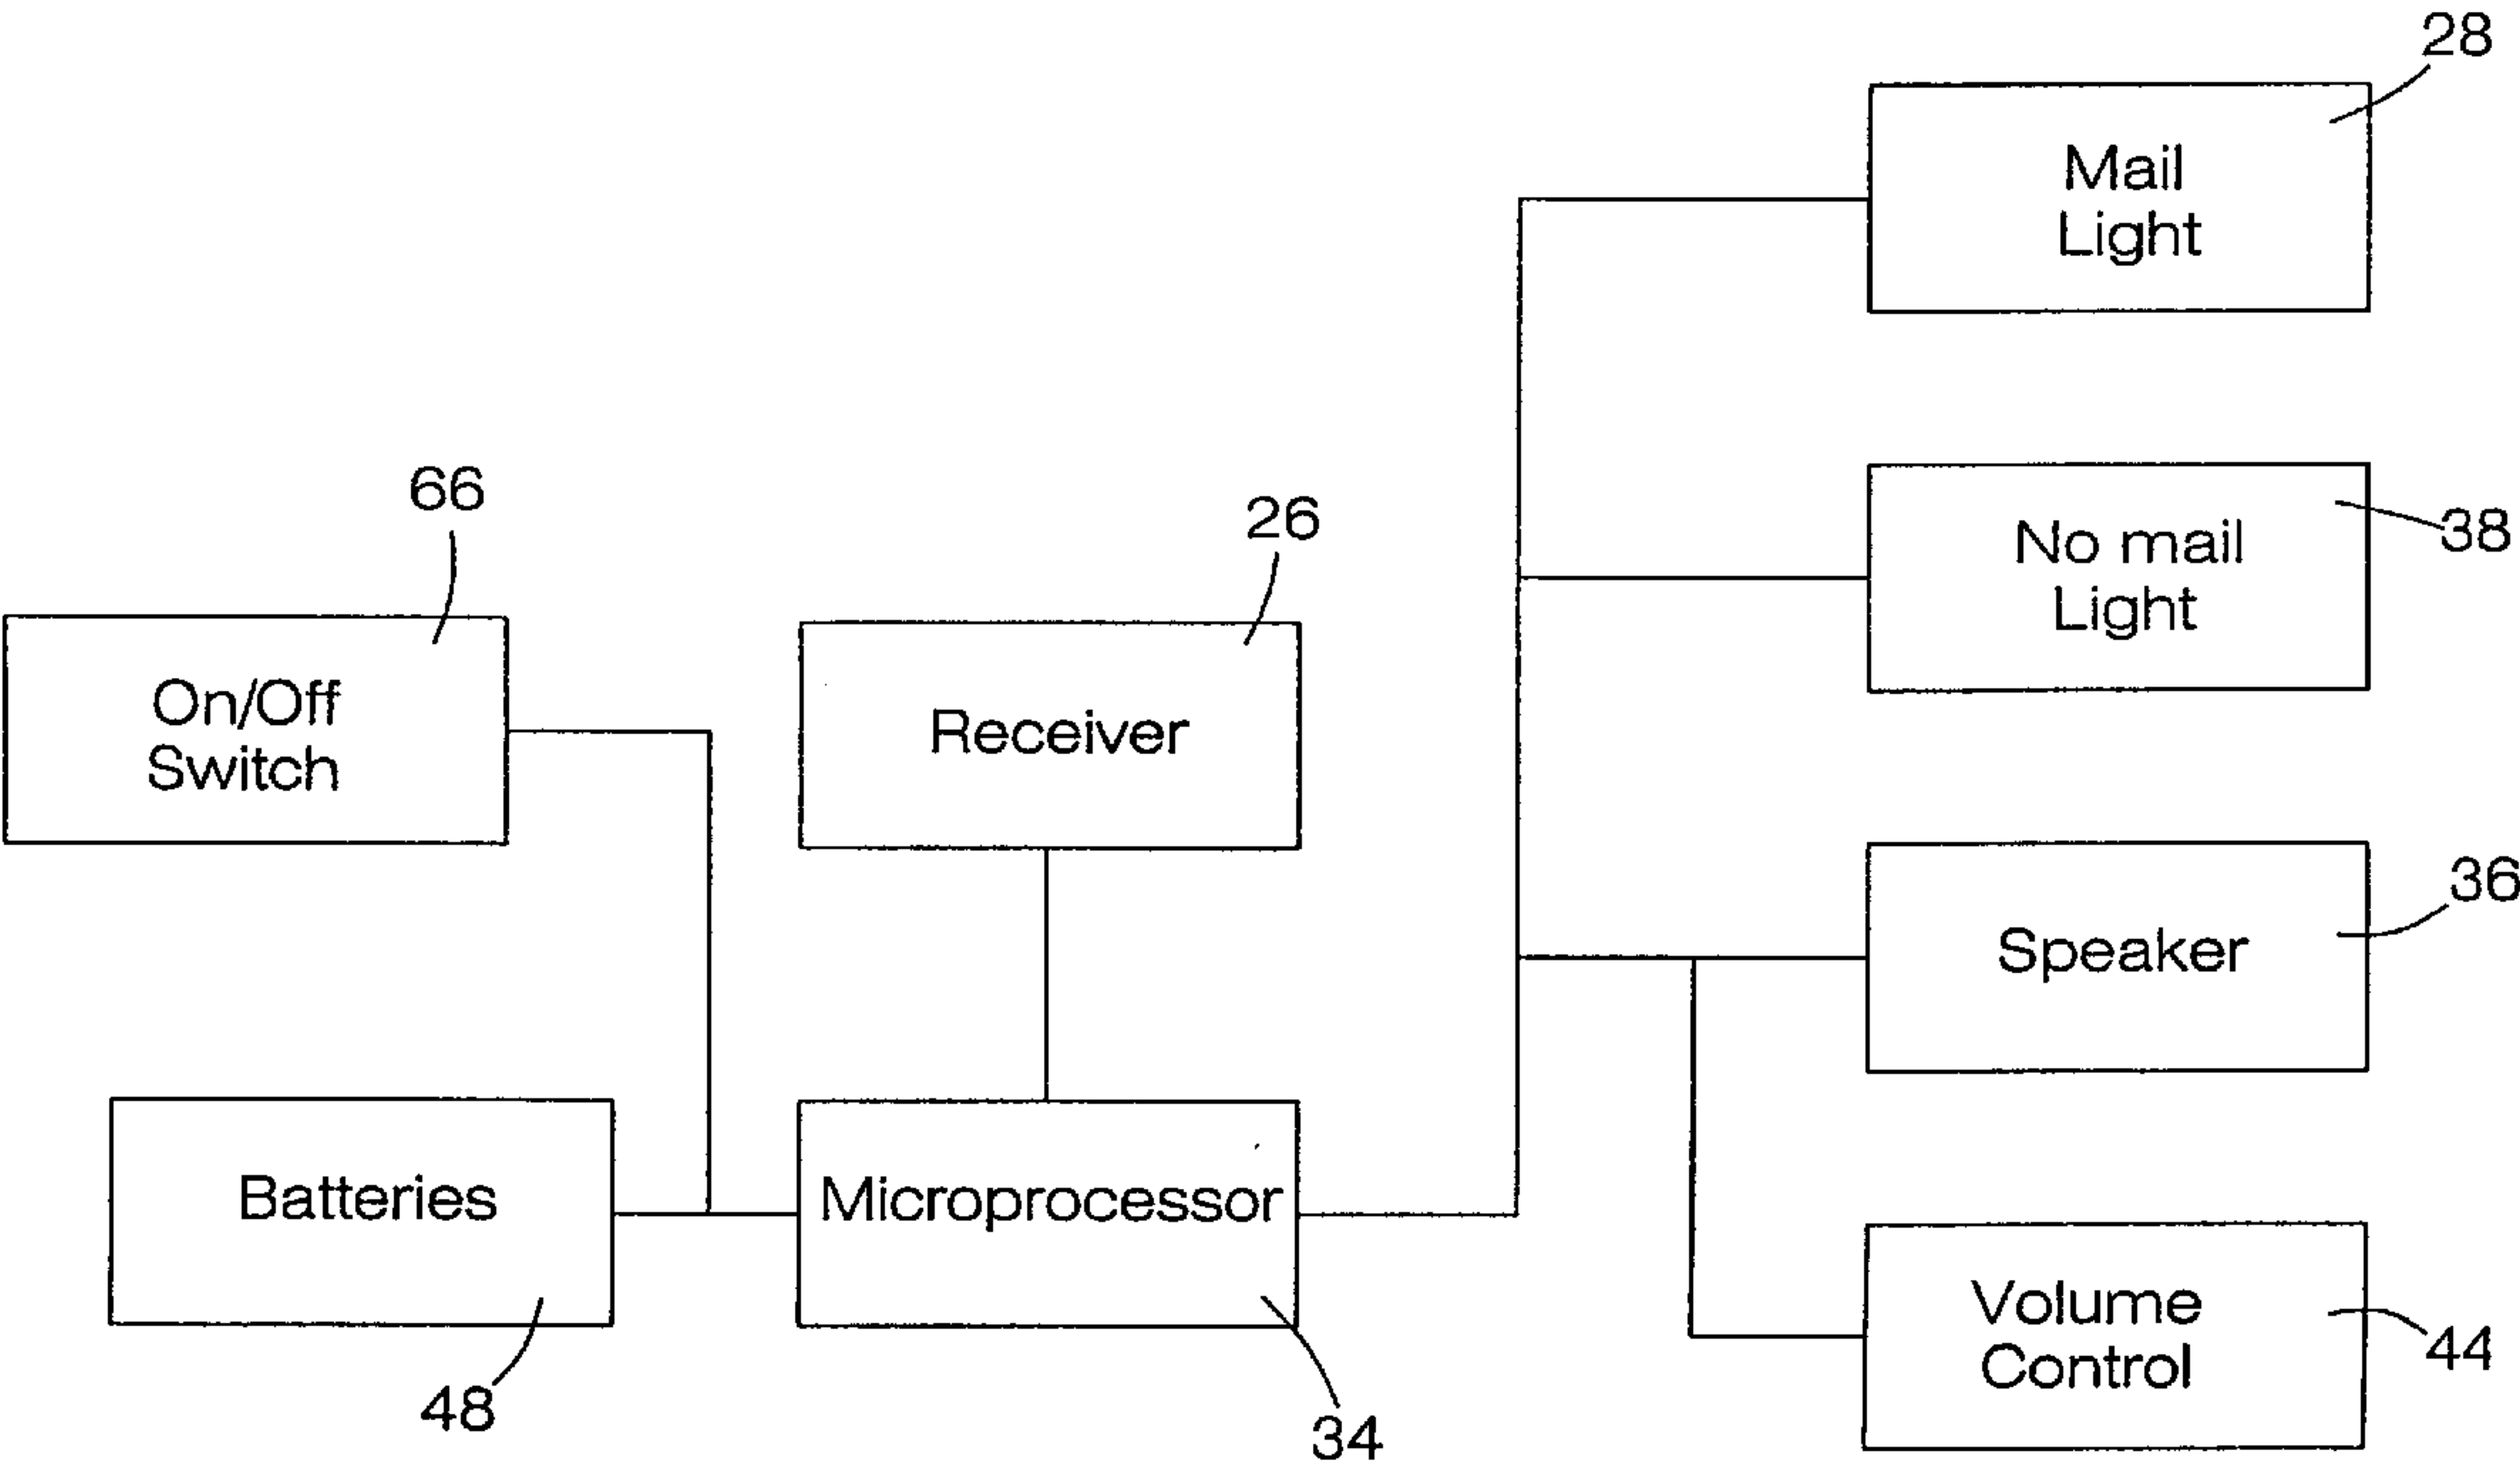 28
Mail
Light
38
No mail
Light
66
On/Off
Switch
26
Receiver
36
Speaker
Batteries
48
Microprocessor
34
Volume
Control
44